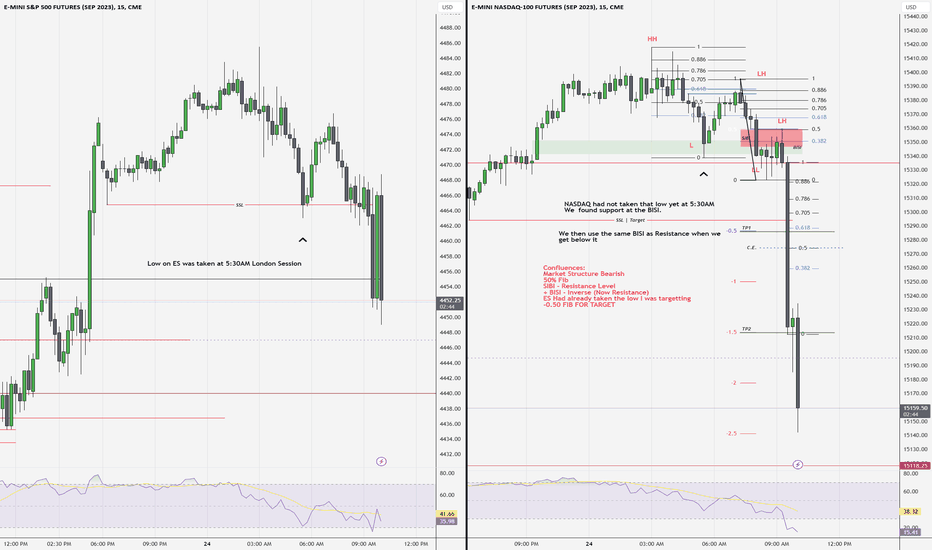 E-MINI S&P 500 FUTURES (SEP 2023), 15, CME
USD
4488.00
4486.00
4484.00
4482.00
4480.00
4478.00
4476.00
4474.00
4472.00
4470.00
4468.00
4466.00
4464.00
4462.00
4460.00
4458.00
4456.00
4454.00
4452.25
02:44
4450.00
4448.00
4446.00
4444.00
4442.00
4440.00
4438.00
4436.00
4434.00
4432.00
SSL
Low on ES was taken at 5:30AM London Session
80.00
60.00
41.66
35.98
12:00 PM
02:30 PM
06:00 PM
09:00 PM
24
03:00 AM
06:00 AM
09:00 AM
12:00 PM
E-MINI NASDAQ-100 FUTURES (SEP 2023), 15, CME
USD
15440.00
15420.00
15410.00
15400.00
15390.00
15380.00
15370.00
15360.00
15350.00
15340.00
15330.00
15320.00
15310.00
15300.00
15290.00
15280.00
15270.00
15260.00
15250.00
15240.00
15230.00
15220.00
15210.00
15200.00
15190.00
15180.00
15170.00
15159.50
02:44
15150.00
15140.00
15130.00
15118.25
HH
1
0.886
0.786
0.705
0.618
0.5
LH
1
1
0.886
0.786
0.705
0.618
LH
0.5
0.382
BISI
L
0
LL
1
0
0.886
0
0.786
0.705
NASDAQ had not taken that low yet at 5:30AM
We found support at the BISI.
SSL | Target
-0.5
TP1
0.618
We then use the same BISI as Resistance when we
get below it
C.E.
0.5
0.382
Confluences:
Market Structure Bearish
50% Fib
SIBI - Resistance Level
+ BISI - Inverse (Now Resistance)
ES Had already taken the low I was targetting
-0.50 FIB FOR TARGET
-1
-1.5
TP2
0
-2
-2.5
80.00
60.00
38.32
20.00
15.41
09:00 PM
24
03:00 AM
06:00 AM
09:00 AM
12:00 PM